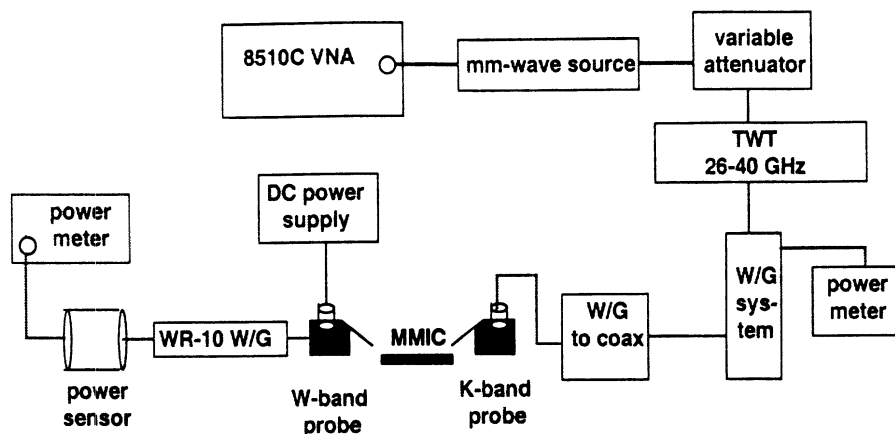 8510C VNA
mm-wave source
variable
attenuator
TWT
26-40 GHz
DC power
supply
power
meter
W/G
sys-
tem
power
meter
WR-10 W/G
MMIC
W/G
to coax
power
sensor
W-band
probe
K-band
probe